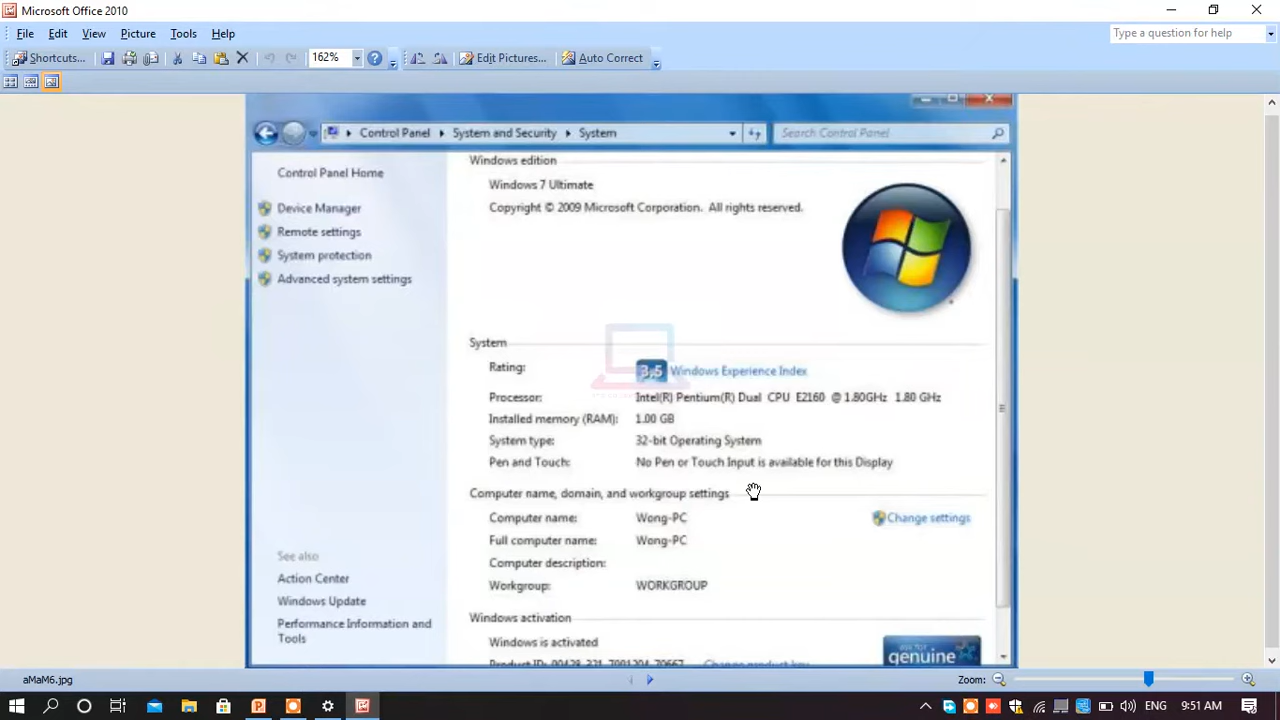 Microsoft Office 2010
File Edit View Picture Tools Help
Type a question for help
Shortcuts... 162% Edit Pictures... Auto Correct
Control Panel System and Security System
Search Control Panel
Control Panel Home
Device Manager
Remote settings
System protection
Advanced system settings
Windows edition
Windows 7 Ultimate
Copyright © 2009 Microsoft Corporation. All rights reserved.
System
Rating: 3.5 Windows Experience Index
Processor: Intel(R) Pentium(R) Dual CPU E2160 @ 1.80GHz 1.80 GHz
Installed memory (RAM): 1.00 GB
System type: 32-bit Operating System
Pen and Touch: No Pen or Touch Input is available for this Display
Computer name, domain, and workgroup settings
Computer name: Wong-PC
Change settings
Full computer name: Wong-PC
Computer description:
Workgroup: WORKGROUP
Windows activation
Windows is activated
Product ID: Change product key
genuine
See also
Action Center
Windows Update
Performance Information and
Tools
aMaM6.jpg
Zoom:
9:51 AM